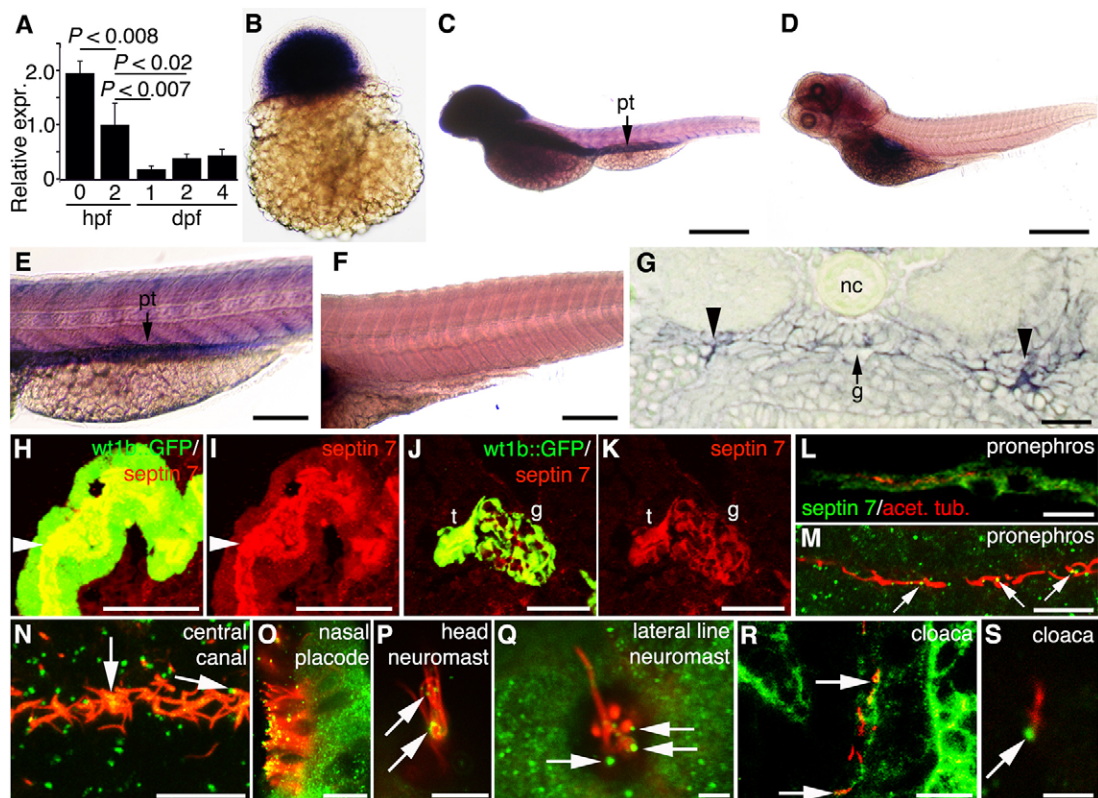 A
B
C
D
P < 0.008
P < 0.02
P < 0.007
Relative expr.
2.0
1.0
0
0 2 1 2 4
hpf dpf
pt
E
F
G
pt
nc
g
H wt1b::GFP/
septin 7
I septin 7
J wt1b::GFP/
septin 7
t g
K septin 7
t g
L pronephros
septin 7/acet. tub.
M pronephros
N central
canal
O nasal
placode
P head
neuromast
Q lateral line
neuromast
R cloaca
S cloaca